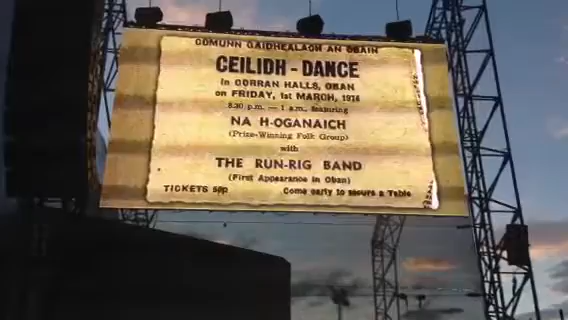 COMUNN GAIDHEALACH AN OBAIN
CEILIDH - DANCE
in CORRAN HALLS, OBAN
on FRIDAY, 1st MARCH, 1974
8.30 p.m. — 1 a.m., featuring
NA H-OGANAICH
(Prize-Winning Folk Group)
with
THE RUN-RIG BAND
(First Appearance in Oban)
TICKETS 50p Come early to secure a Table